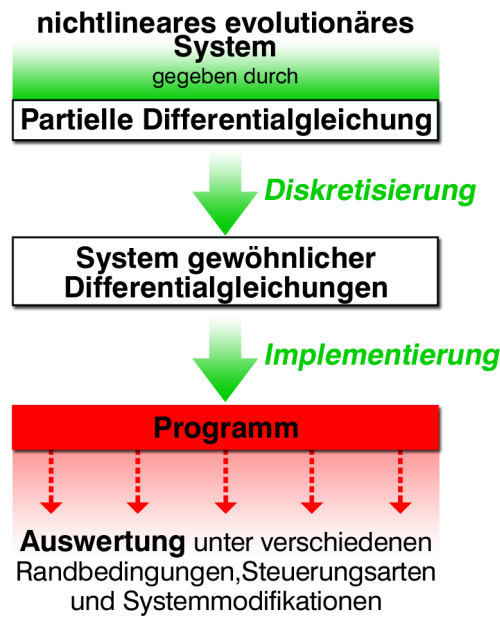 nichtlineares evolutionäres
System
gegeben durch
Partielle Differentialgleichung
Diskretisierung
System gewöhnlicher
Differentialgleichungen
Implementierung
Programm
Auswertung unter verschiedenen
Randbedingungen,Steuerungsarten
und Systemmodifikationen